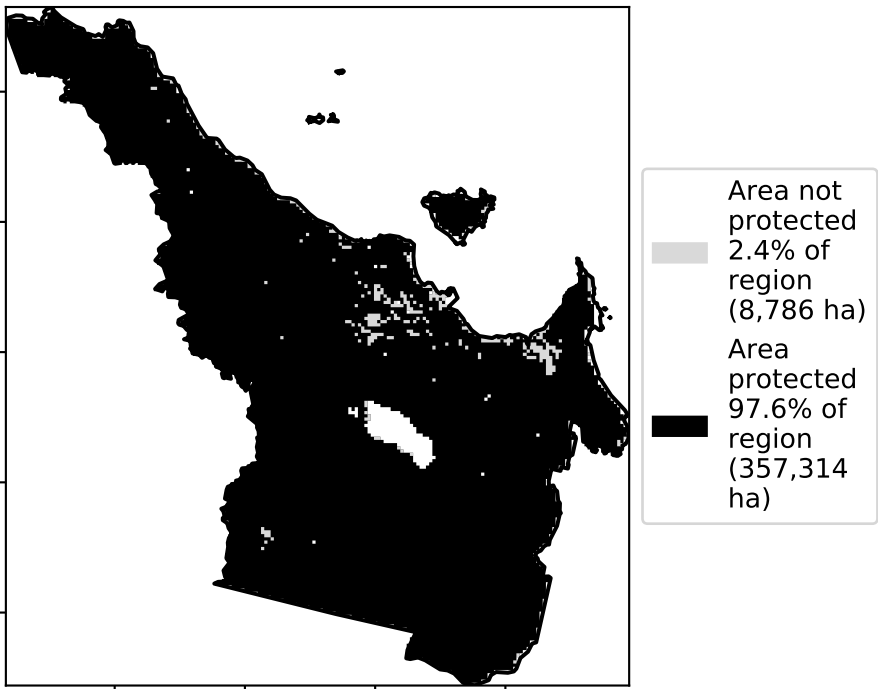 Area not
protected
2.4% of
region
(8,786 ha)
Area
protected
97.6% of
region
(357,314
ha)